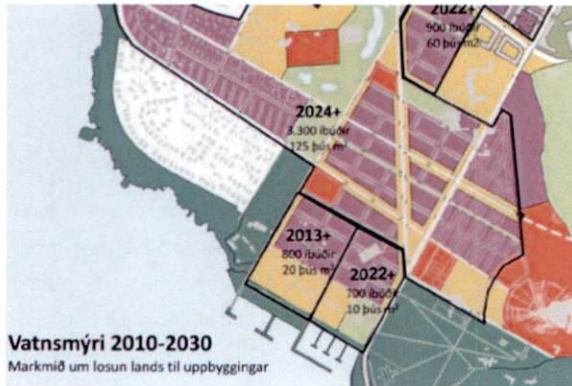 2022+
900 íbúðir
60 þús m2
2024+
3.300 íbúðir
125 þús m²
2013+
800 íbúðir
20 þús m²
2022+
700 íbúðir
10 þús m²
Vatnsmýri 2010-2030
Markmið um losun lands til uppbyggingar